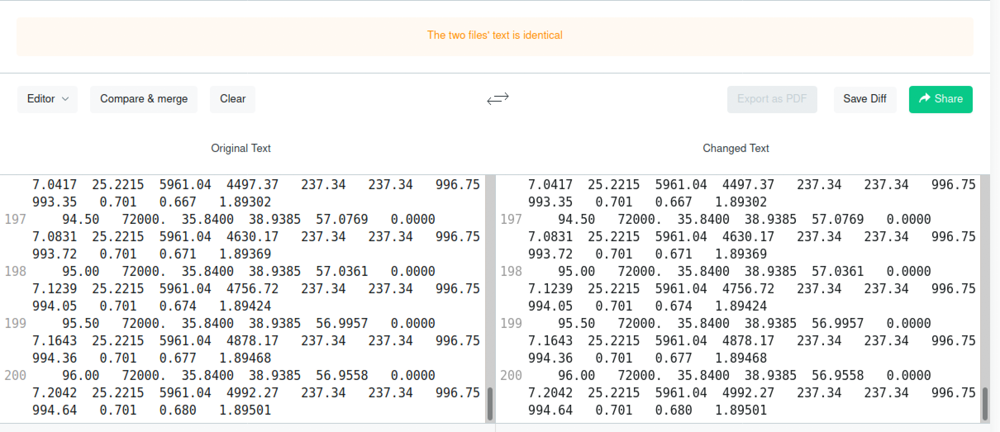 The two files' text is identical
Editor
Compare & merge
Clear
Export as PDF
Save Diff
Share
Original Text
Changed Text
7.0417  25.2215  5961.04  4497.37   237.34   237.34   996.75
993.35   0.701   0.667   1.89302
197     94.50   72000.  35.8400  38.9385  57.0769   0.0000
7.0831  25.2215  5961.04  4630.17   237.34   237.34   996.75
993.72   0.701   0.671   1.89369
198     95.00   72000.  35.8400  38.9385  57.0361   0.0000
7.1239  25.2215  5961.04  4756.72   237.34   237.34   996.75
994.05   0.701   0.674   1.89424
199     95.50   72000.  35.8400  38.9385  56.9957   0.0000
7.1643  25.2215  5961.04  4878.17   237.34   237.34   996.75
994.36   0.701   0.677   1.89468
200     96.00   72000.  35.8400  38.9385  56.9558   0.0000
7.2042  25.2215  5961.04  4992.27   237.34   237.34   996.75
994.64   0.701   0.680   1.89501
7.0417  25.2215  5961.04  4497.37   237.34   237.34   996.75
993.35   0.701   0.667   1.89302
197     94.50   72000.  35.8400  38.9385  57.0769   0.0000
7.0831  25.2215  5961.04  4630.17   237.34   237.34   996.75
993.72   0.701   0.671   1.89369
198     95.00   72000.  35.8400  38.9385  57.0361   0.0000
7.1239  25.2215  5961.04  4756.72   237.34   237.34   996.75
994.05   0.701   0.674   1.89424
199     95.50   72000.  35.8400  38.9385  56.9957   0.0000
7.1643  25.2215  5961.04  4878.17   237.34   237.34   996.75
994.36   0.701   0.677   1.89468
200     96.00   72000.  35.8400  38.9385  56.9558   0.0000
7.2042  25.2215  5961.04  4992.27   237.34   237.34   996.75
994.64   0.701   0.680   1.89501